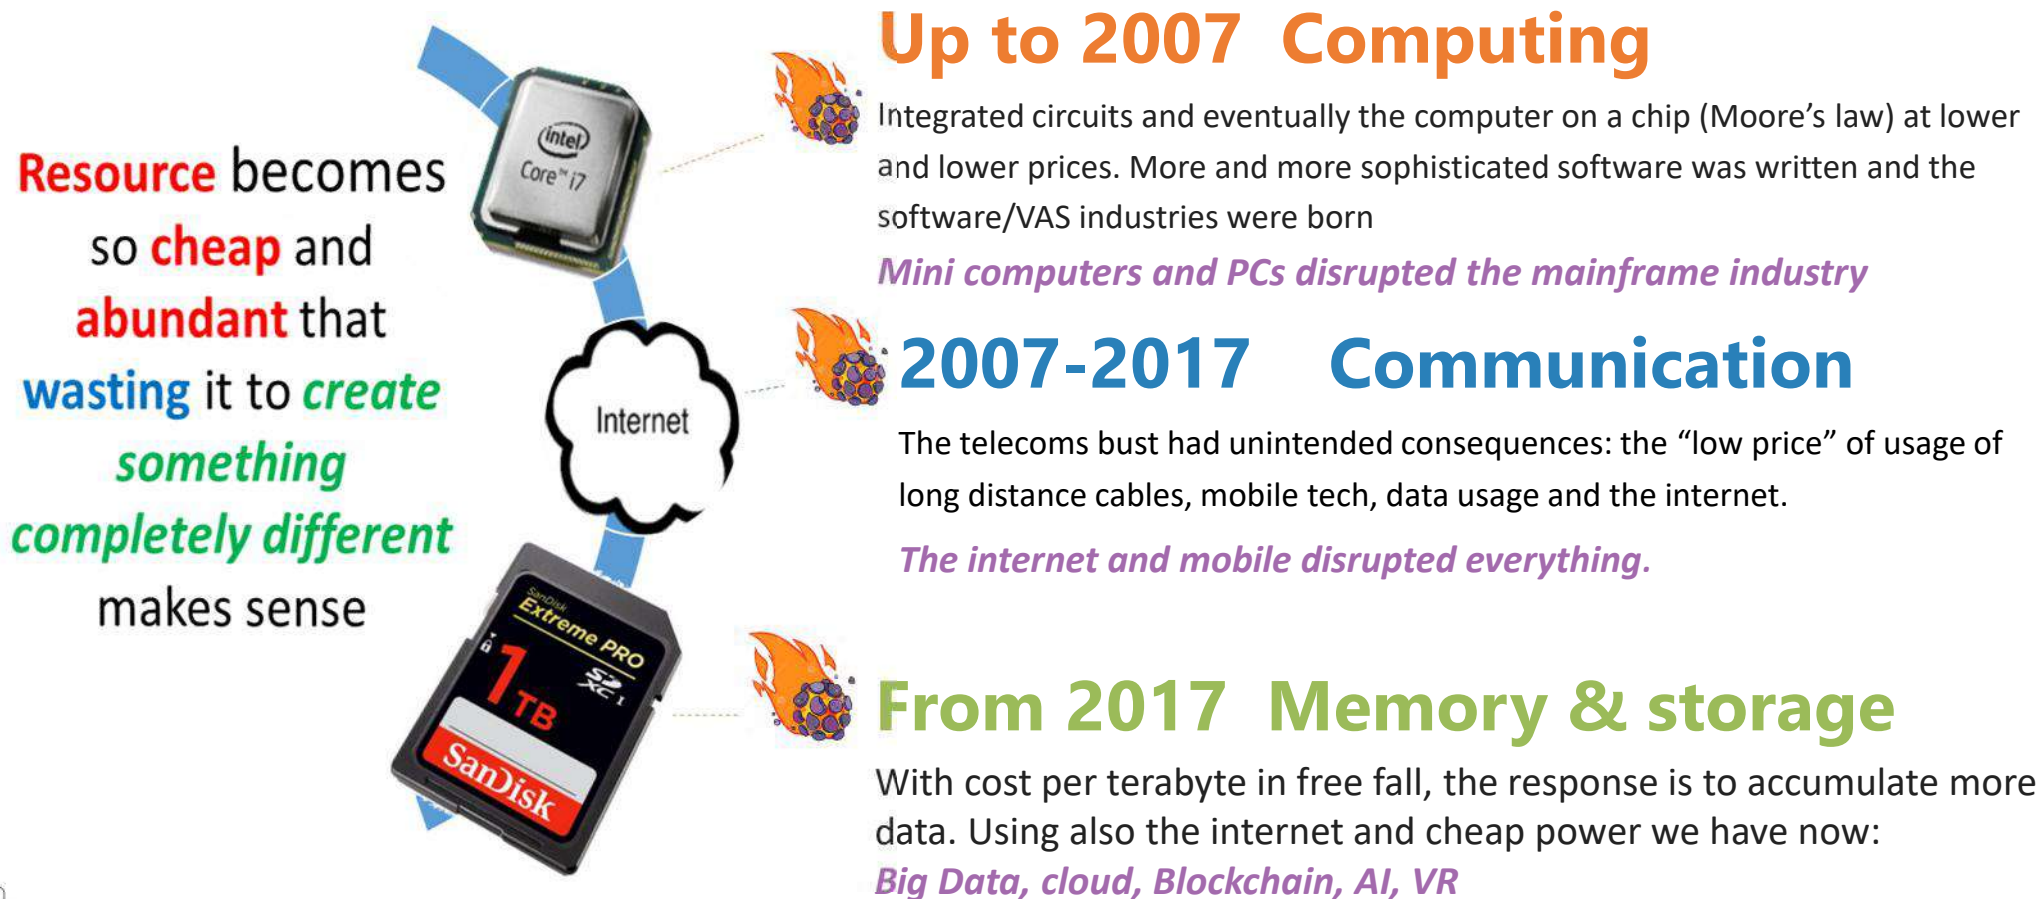 Resource becomes
so cheap and
abundant that
wasting it to create
something
completely different
makes sense
intel
Core™ i7
Internet
SanDisk
Extreme PRO
1 TB
SD
XC I
SanDisk
Up to 2007 Computing
Integrated circuits and eventually the computer on a chip (Moore’s law) at lower
and lower prices. More and more sophisticated software was written and the
software/VAS industries were born
Mini computers and PCs disrupted the mainframe industry
2007-2017 Communication
The telecoms bust had unintended consequences: the “low price” of usage of
long distance cables, mobile tech, data usage and the internet.
The internet and mobile disrupted everything.
From 2017 Memory & storage
With cost per terabyte in free fall, the response is to accumulate more
data. Using also the internet and cheap power we have now:
Big Data, cloud, Blockchain, AI, VR